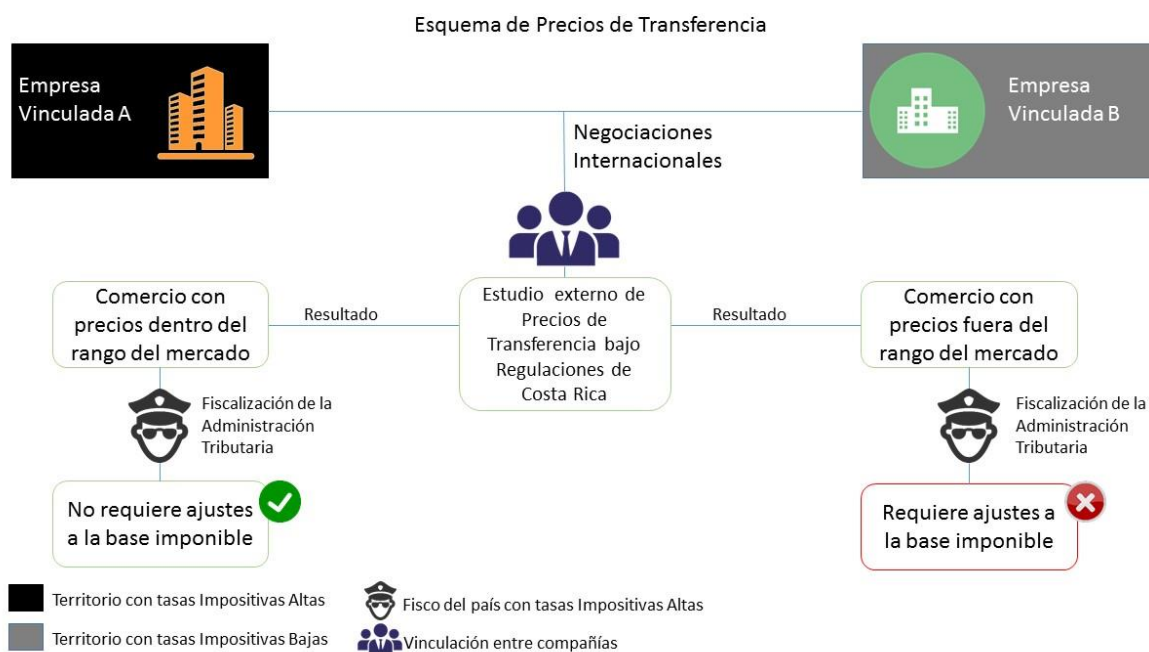 Esquema de Precios de Transferencia
Empresa
Vinculada A
Empresa
Vinculada B
Negociaciones
Internacionales
Estudio externo de
Precios de
Transferencia bajo
Regulaciones de
Costa Rica
Resultado
Resultado
Comercio con
precios dentro del
rango del mercado
Comercio con
precios fuera del
rango del mercado
Fiscalización de la
Administración
Tributaria
Fiscalización de la
Administración
Tributaria
No requiere ajustes
a la base imponible
Requiere ajustes a
la base imponible
Territorio con tasas Impositivas Altas
Fisco del país con tasas Impositivas Altas
Territorio con tasas Impositivas Bajas
Vinculación entre compañías